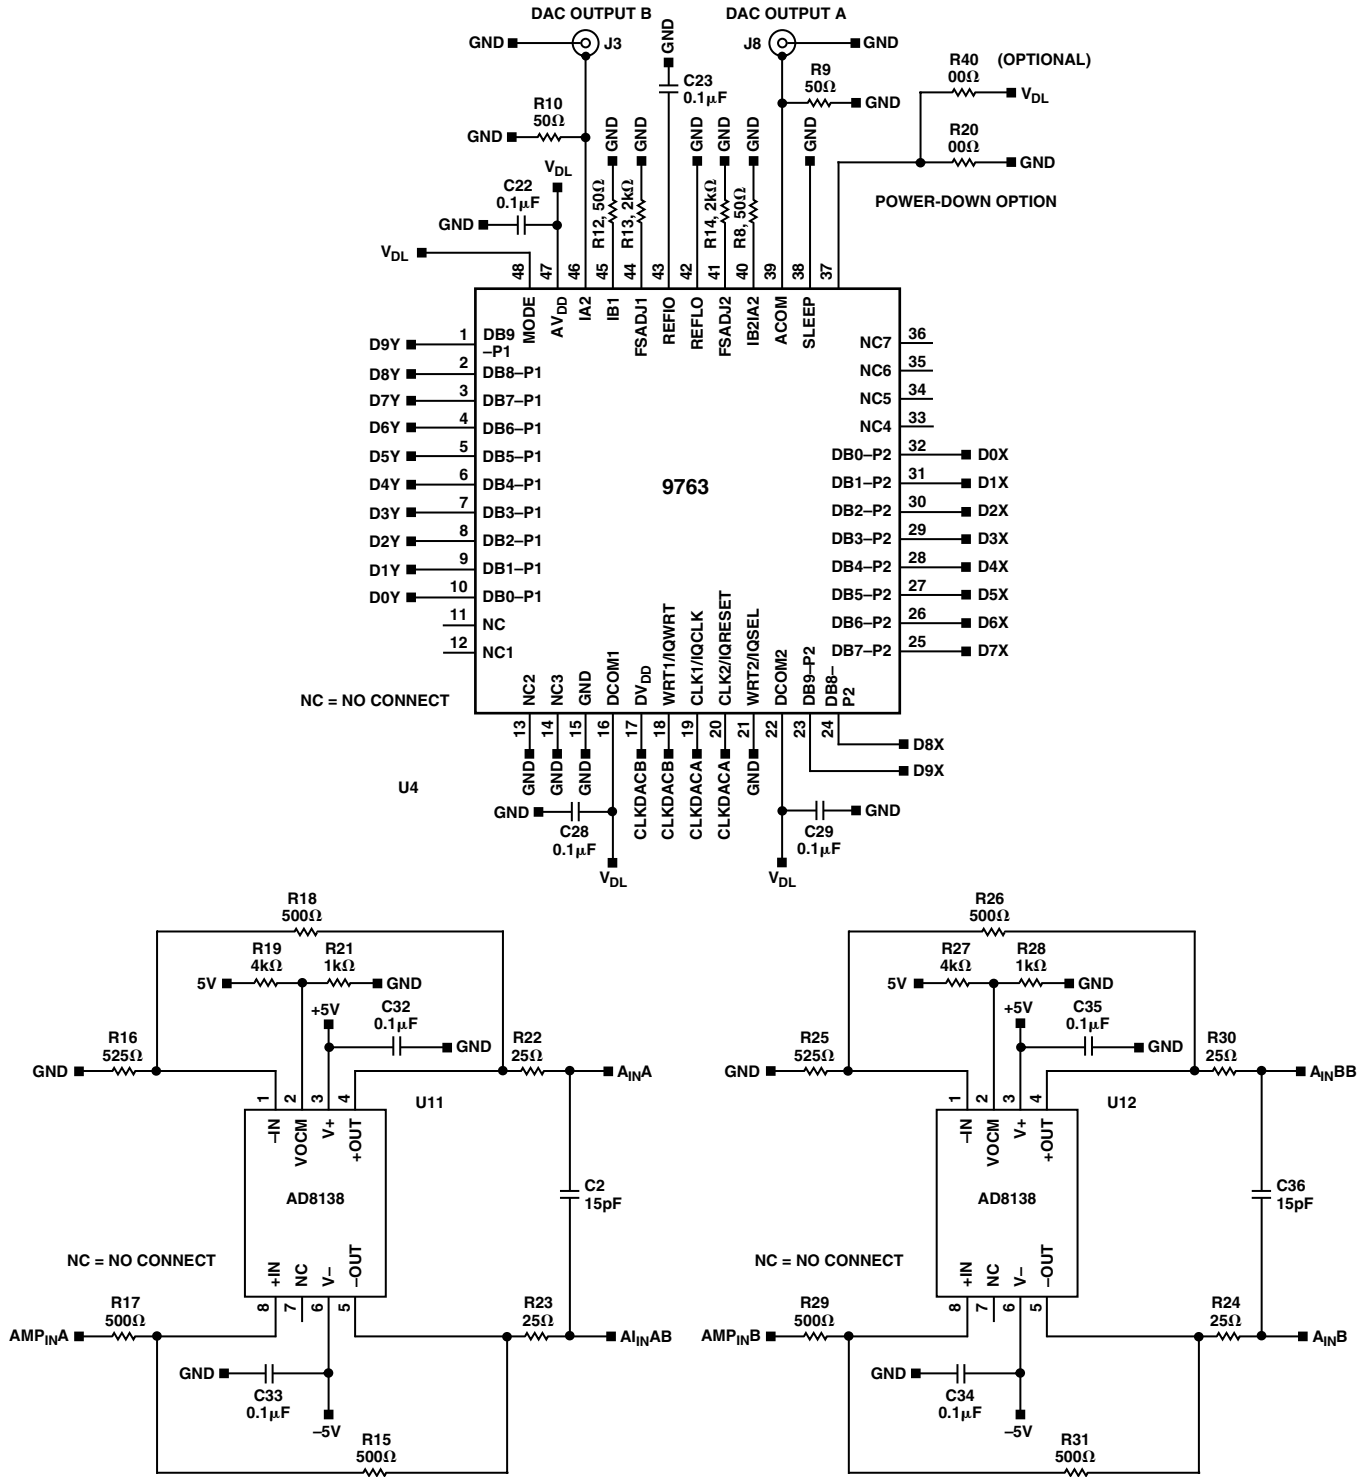 DAC OUTPUT B
DAC OUTPUT A
GND
J3
GND
J8
GND
R40
00Ω
(OPTIONAL)
VDL
C23
0.1µF
R9
50Ω
GND
R10
50Ω
GND
R20
00Ω
GND
POWER-DOWN OPTION
VDL
C22
0.1µF
GND
VDL
GND
R12, 50Ω
GND
R13, 2kΩ
GND
R14, 2kΩ
GND
R8, 50Ω
GND
GND
48
47
46
45
44
43
42
41
40
39
38
37
MODE
AVDD
IA2
IB1
FSADJ1
REFIO
REFLO
FSADJ2
IB2IA2
ACOM
SLEEP
D9Y 1 DB9
–P1
D8Y 2 DB8–P1
D7Y 3 DB7–P1
D6Y 4 DB6–P1
D5Y 5 DB5–P1
D4Y 6 DB4–P1
D3Y 7 DB3–P1
D2Y 8 DB2–P1
D1Y 9 DB1–P1
D0Y 10 DB0–P1
11 NC
12 NC1
9763
NC7 36
NC6 35
NC5 34
NC4 33
DB0–P2 32 D0X
DB1–P2 31 D1X
DB2–P2 30 D2X
DB3–P2 29 D3X
DB4–P2 28 D4X
DB5–P2 27 D5X
DB6–P2 26 D6X
DB7–P2 25 D7X
NC2
NC3
GND
DCOM1
DVDD
WRT1/IQWRT
CLK1/IQCLK
CLK2/IQRESET
WRT2/IQSEL
DCOM2
DB9–P2
DB8–
P2
NC = NO CONNECT
13
14
15
16
17
18
19
20
21
22
23
24
GND
GND
GND
CLKDACB
CLKDACB
CLKDACA
CLKDACA
GND
D8X
D9X
U4
GND
C28
0.1µF
VDL
C29
0.1µF
GND
VDL
R18
500Ω
R19
4kΩ
R21
1kΩ
5V
GND
+5V
C32
0.1µF
GND
R16
525Ω
GND
R22
25Ω
AINA
U11
1
2
3
4
–IN
VOCM
V+
+OUT
AD8138
C2
15pF
NC = NO CONNECT
+IN
NC
V–
–OUT
8
7
6
5
R17
500Ω
AMPINA
R23
25Ω
AIINAB
GND
C33
0.1µF
–5V
R15
500Ω
R26
500Ω
R27
4kΩ
R28
1kΩ
5V
GND
+5V
C35
0.1µF
GND
R25
525Ω
GND
R30
25Ω
AINBB
U12
1
2
3
4
–IN
VOCM
V+
+OUT
AD8138
C36
15pF
NC = NO CONNECT
+IN
NC
V–
–OUT
8
7
6
5
R29
500Ω
AMPINB
R24
25Ω
AINB
GND
C34
0.1µF
–5V
R31
500Ω